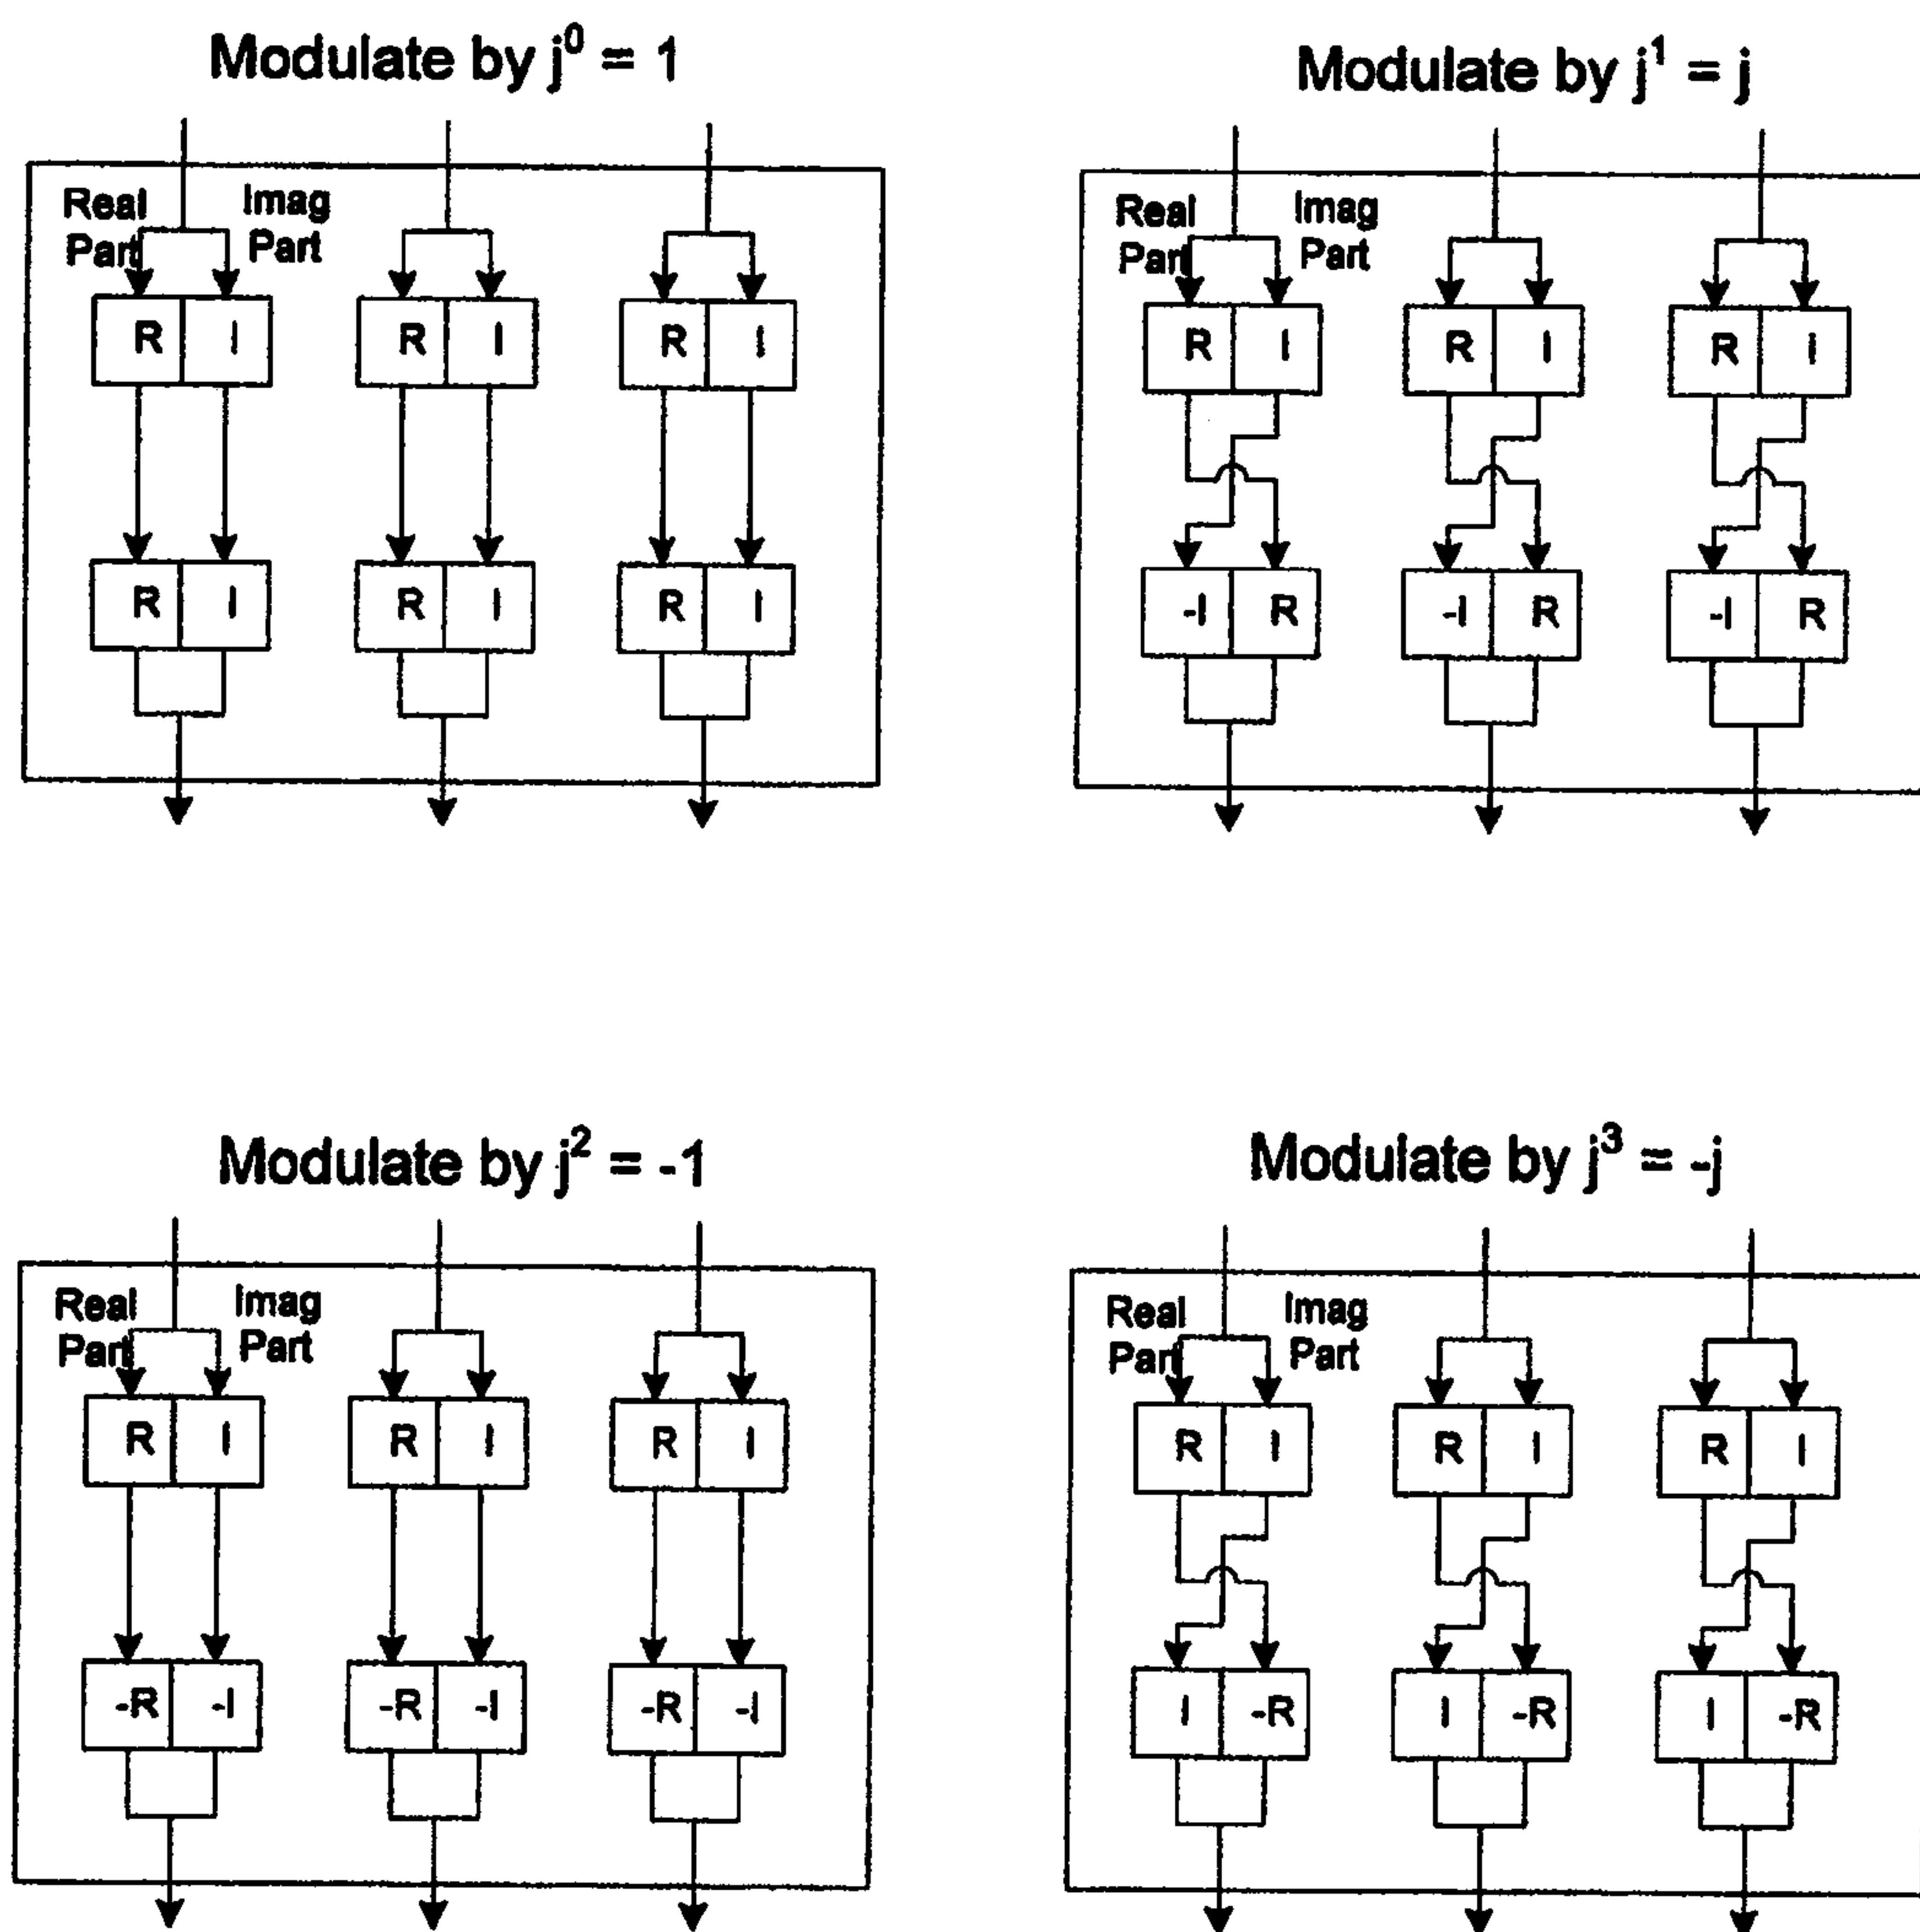 Modulate by j⁰ = 1
Real Part
Imag Part
R I R I R I
R I R I R I
Modulate by j¹ = j
Real Part
Imag Part
R I R I R I
-I R -I R -I R
Modulate by j² = -1
Real Part
Imag Part
R I R I R I
-R -I -R -I -R -I
Modulate by j³ = -j
Real Part
Imag Part
R I R I R I
I -R I -R I -R